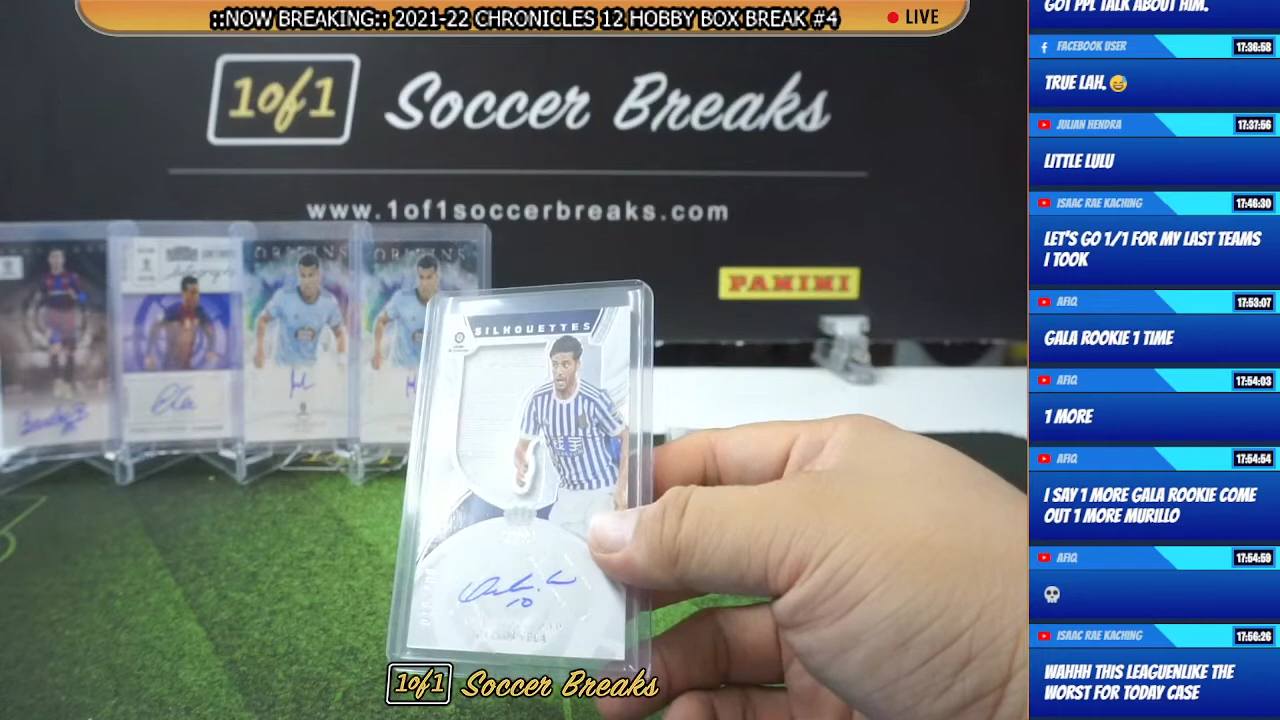 ::NOW BREAKING:: 2021-22 CHRONICLES 12 HOBBY BOX BREAK #4
LIVE
1of1 Soccer Breaks
www.1of1soccerbreaks.com
PANINI
ORIGINS
ORIGINS
SILHOUETTES
10
1of1 Soccer Breaks
GOT PPL TALK ABOUT HIM.
FACEBOOK USER 17:36:58
TRUE LAH. 😅
JULIAN HENDRA 17:37:56
LITTLE LULU
ISAAC RAE KACHING 17:46:30
LET'S GO 1/1 FOR MY LAST TEAMS
I TOOK
AFIQ 17:53:07
GALA ROOKIE 1 TIME
AFIQ 17:54:03
1 MORE
AFIQ 17:54:54
I SAY 1 MORE GALA ROOKIE COME
OUT 1 MORE MURILLO
AFIQ 17:54:59
💀
ISAAC RAE KACHING 17:56:26
WAHHH THIS LEAGUENLIKE THE
WORST FOR TODAY CASE